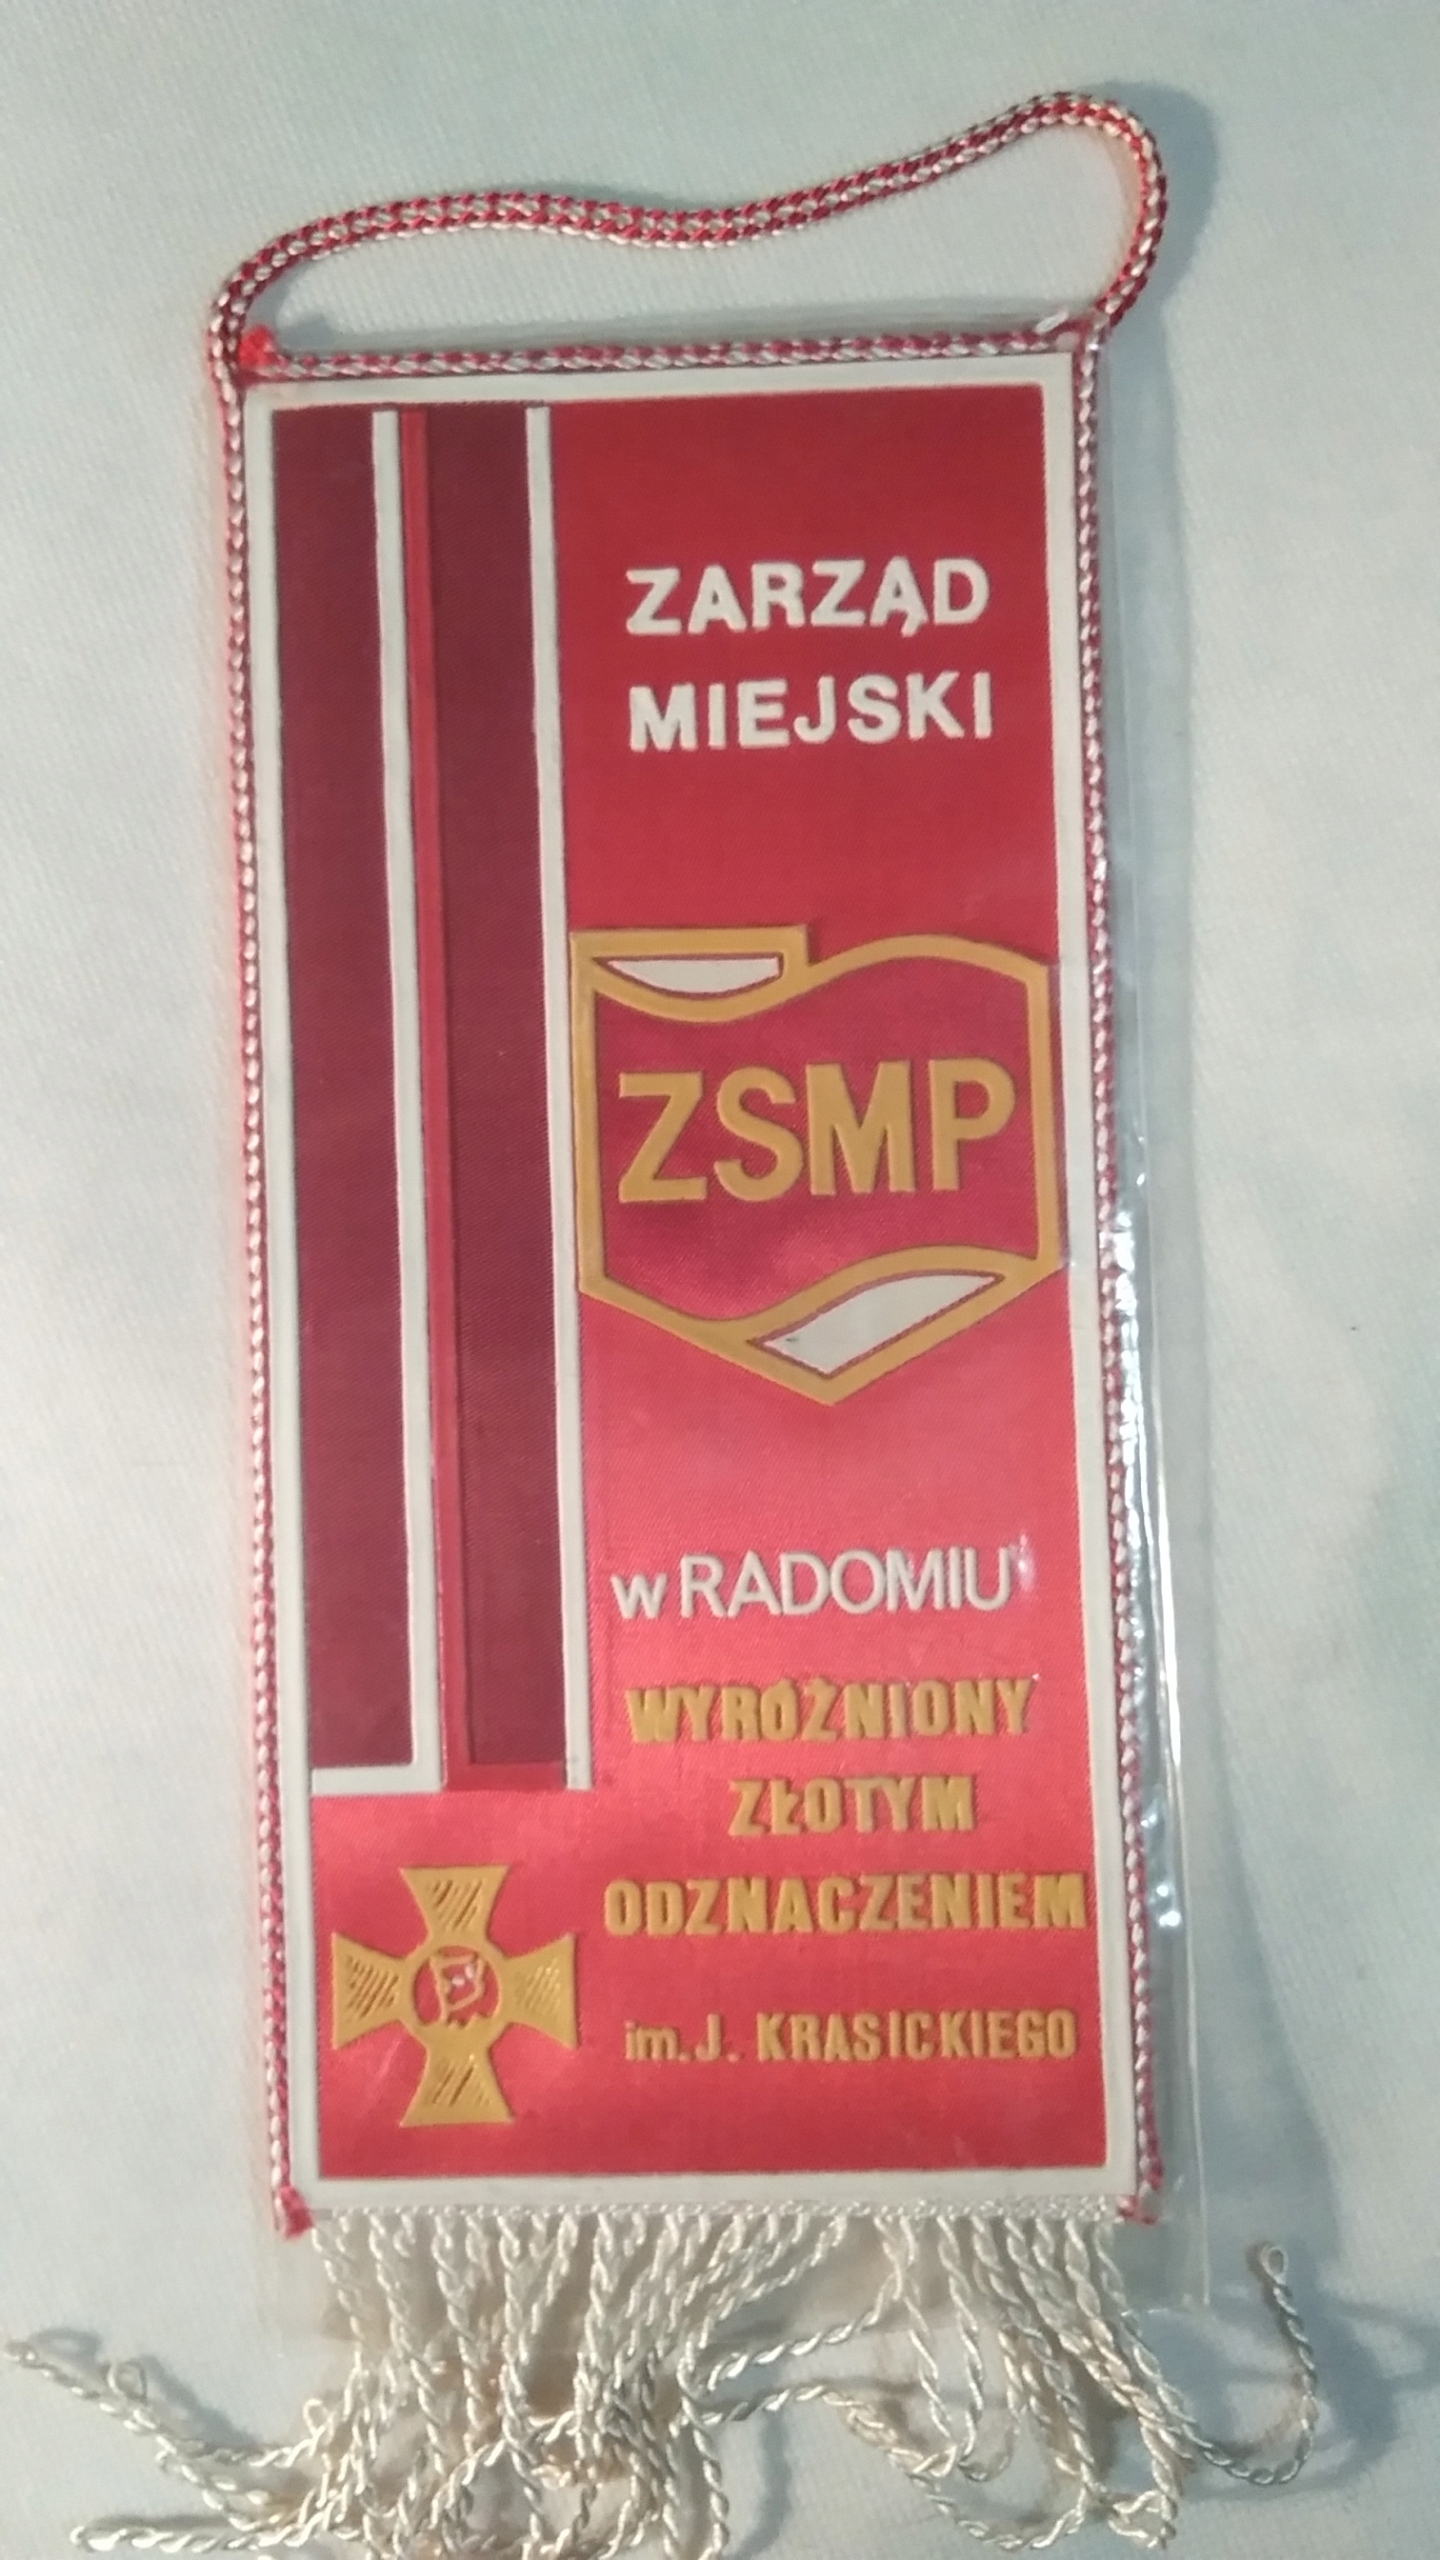 ZARZĄD
MIEJSKI
ZSMP
w RADOMIU
WYRÓŻNIONY
ZŁOTYM
ODZNACZENIEM
im. J. KRASICKIEGO